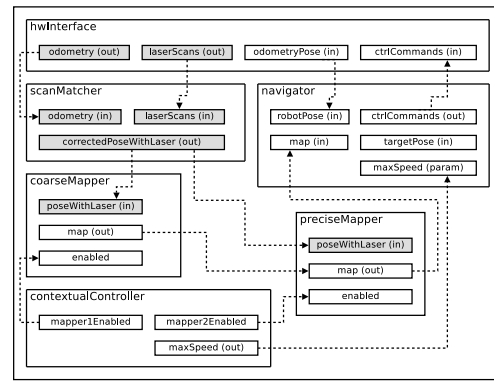 hwInterface
odometry (out)
laserScans (out)
odometryPose (in)
ctrlCommands (in)
scanMatcher
odometry (in)
laserScans (in)
correctedPoseWithLaser (out)
navigator
robotPose (in)
ctrlCommands (out)
map (in)
targetPose (in)
maxSpeed (param)
coarseMapper
poseWithLaser (in)
map (out)
enabled
preciseMapper
poseWithLaser (in)
map (out)
enabled
contextualController
mapper1Enabled
mapper2Enabled
maxSpeed (out)